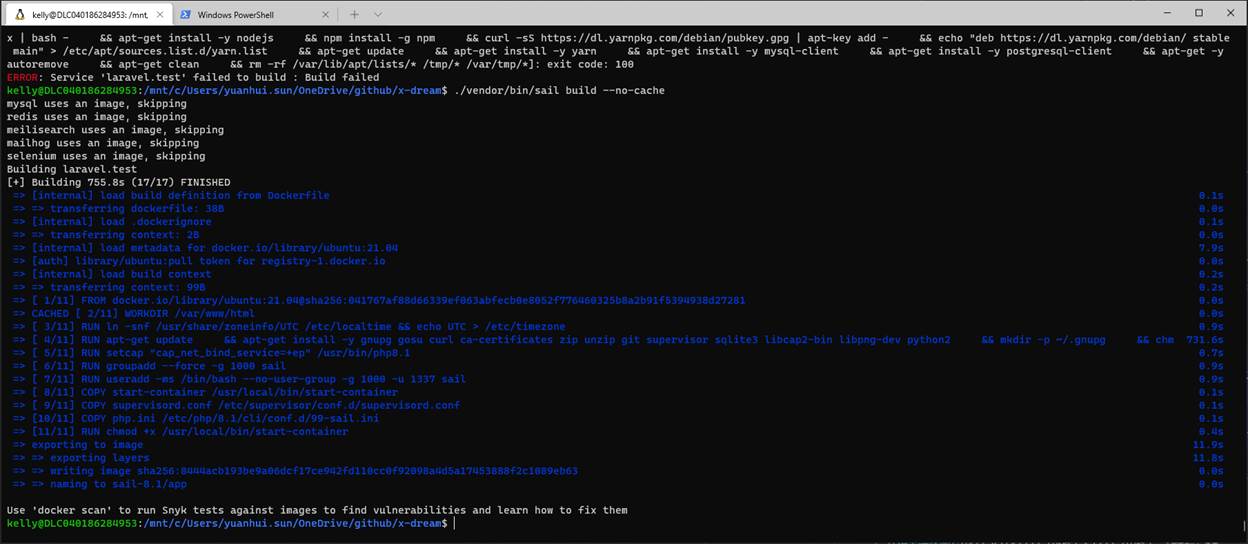 kelly@DLC040186284953: /mnt, Windows PowerShell
x | bash -     && apt-get install -y nodejs     && npm install -g npm     && curl -sS https://dl.yarnpkg.com/debian/pubkey.gpg | apt-key add -     && echo "deb https://dl.yarnpkg.com/debian/ stable
 main" > /etc/apt/sources.list.d/yarn.list     && apt-get update     && apt-get install -y yarn     && apt-get install -y mysql-client     && apt-get install -y postgresql-client     && apt-get -y
autoremove     && apt-get clean     && rm -rf /var/lib/apt/lists/* /tmp/* /var/tmp/*]: exit code: 100
ERROR: Service 'laravel.test' failed to build : Build failed
kelly@DLC040186284953:/mnt/c/Users/yuanhui.sun/OneDrive/github/x-dream$ ./vendor/bin/sail build --no-cache
mysql uses an image, skipping
redis uses an image, skipping
meilisearch uses an image, skipping
mailhog uses an image, skipping
selenium uses an image, skipping
Building laravel.test
[+] Building 755.8s (17/17) FINISHED
=> [internal] load build definition from Dockerfile 0.1s
=> => transferring dockerfile: 38B 0.0s
=> [internal] load .dockerignore 0.1s
=> => transferring context: 2B 0.0s
=> [internal] load metadata for docker.io/library/ubuntu:21.04 7.9s
=> [auth] library/ubuntu:pull token for registry-1.docker.io 0.0s
=> [internal] load build context 0.2s
=> => transferring context: 99B 0.2s
=> [ 1/11] FROM docker.io/library/ubuntu:21.04@sha256:041767af88d66339ef063abfecb0e8052f776460325b8a2b91f5394938d27281 0.0s
=> CACHED [ 2/11] WORKDIR /var/www/html 0.0s
=> [ 3/11] RUN ln -snf /usr/share/zoneinfo/UTC /etc/localtime && echo UTC > /etc/timezone 0.9s
=> [ 4/11] RUN apt-get update     && apt-get install -y gnupg gosu curl ca-certificates zip unzip git supervisor sqlite3 libcap2-bin libpng-dev python2     && mkdir -p ~/.gnupg     && chm 731.6s
=> [ 5/11] RUN setcap "cap_net_bind_service=+ep" /usr/bin/php8.1 0.7s
=> [ 6/11] RUN groupadd --force -g 1000 sail 0.9s
=> [ 7/11] RUN useradd -ms /bin/bash --no-user-group -g 1000 -u 1337 sail 0.9s
=> [ 8/11] COPY start-container /usr/local/bin/start-container 0.1s
=> [ 9/11] COPY supervisord.conf /etc/supervisor/conf.d/supervisord.conf 0.1s
=> [10/11] COPY php.ini /etc/php/8.1/cli/conf.d/99-sail.ini 0.1s
=> [11/11] RUN chmod +x /usr/local/bin/start-container 0.4s
=> exporting to image 11.9s
=> => exporting layers 11.8s
=> => writing image sha256:8444acb193be9a06dcf17ce942fd110cc0f92098a4d5a17453888f2c1089eb63 0.0s
=> => naming to sail-8.1/app 0.0s
Use 'docker scan' to run Snyk tests against images to find vulnerabilities and learn how to fix them
kelly@DLC040186284953:/mnt/c/Users/yuanhui.sun/OneDrive/github/x-dream$